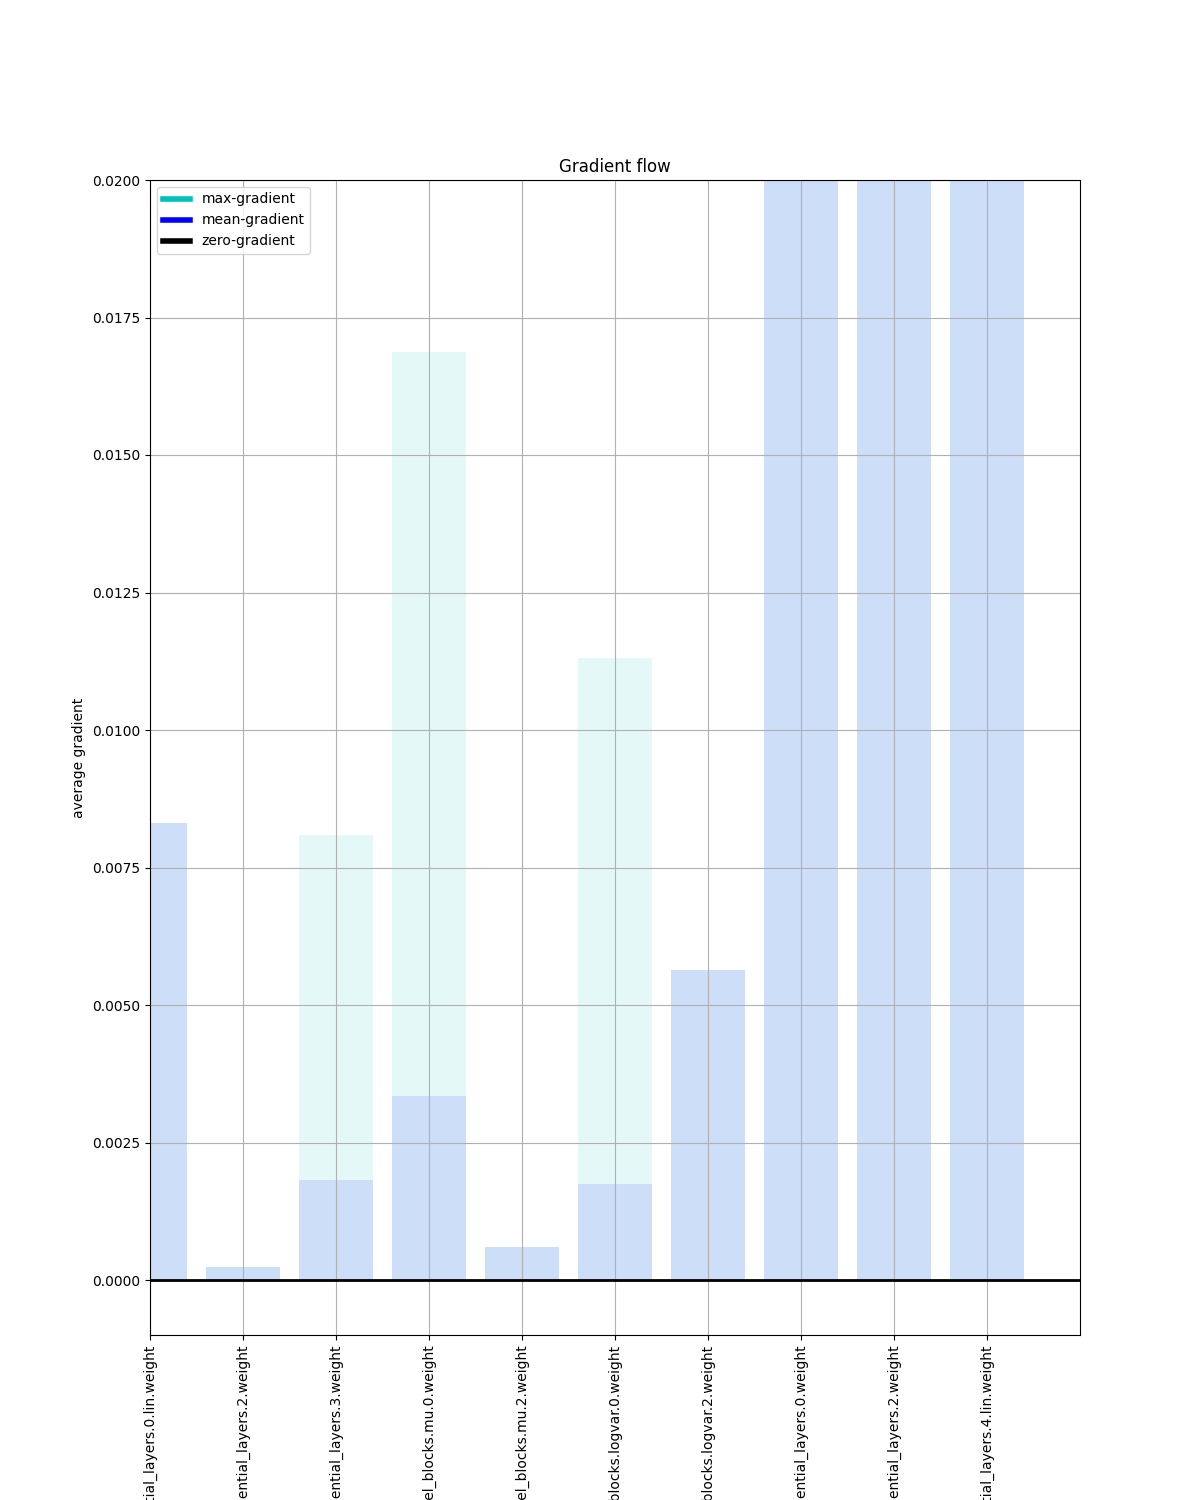 Gradient flow
max-gradient
mean-gradient
zero-gradient
0.0200
0.0175
0.0150
0.0125
0.0100
0.0075
0.0050
0.0025
0.0000
average gradient
tial_layers.0.lin.weight
ential_layers.2.weight
ential_layers.3.weight
el_blocks.mu.0.weight
el_blocks.mu.2.weight
blocks.logvar.0.weight
blocks.logvar.2.weight
ential_layers.0.weight
ential_layers.2.weight
tial_layers.4.lin.weight